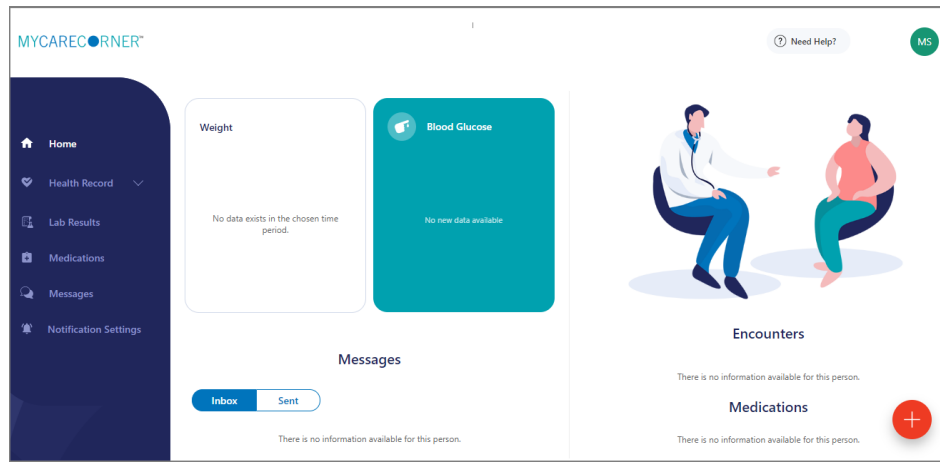 MYCARECORNER™
Need Help?
MS
Home
Health Record
Lab Results
Medications
Messages
Notification Settings
Weight
No data exists in the chosen time
period.
Blood Glucose
No new data available
Messages
Inbox
Sent
There is no information available for this person.
Encounters
There is no information available for this person.
Medications
There is no information available for this person.